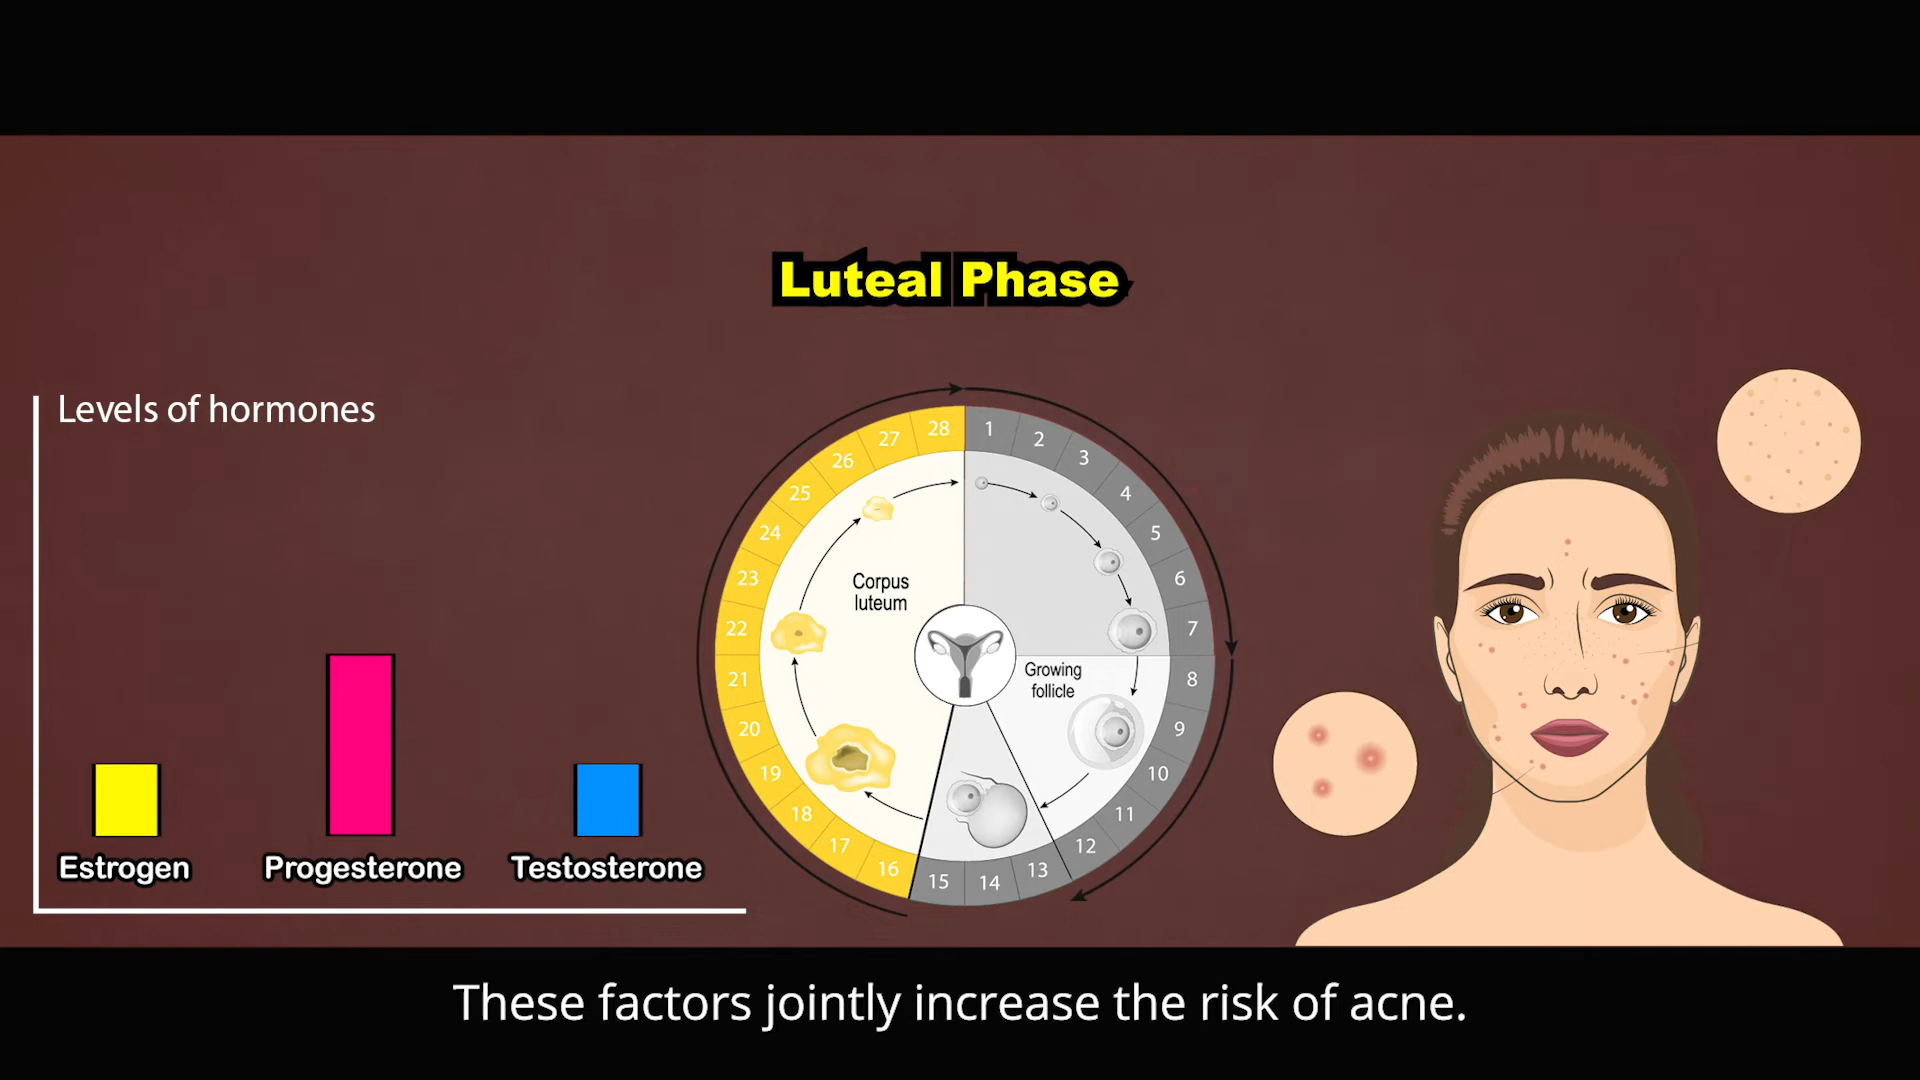 Luteal Phase
Levels of hormones
Estrogen
Progesterone
Testosterone
1
2
3
4
5
6
7
8
9
10
11
12
13
14
15
16
17
18
19
20
21
22
23
24
25
26
27
28
Corpus
luteum
Growing
follicle
These factors jointly increase the risk of acne.